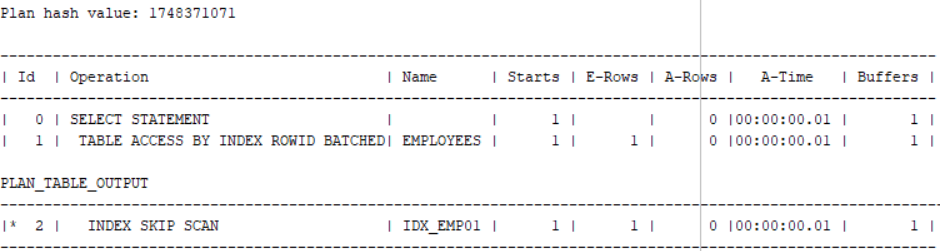 Plan hash value: 1748371071
--------------------------------------------------------------------------------------------------------------
| Id  | Operation                           | Name      | Starts | E-Rows | A-Rows |   A-Time   | Buffers |
--------------------------------------------------------------------------------------------------------------
|   0 | SELECT STATEMENT                    |           |      1 |        |      0 |00:00:00.01 |       1 |
|   1 |  TABLE ACCESS BY INDEX ROWID BATCHED| EMPLOYEES |      1 |      1 |      0 |00:00:00.01 |       1 |
PLAN_TABLE_OUTPUT
--------------------------------------------------------------------------------------------------------------
|*  2 |   INDEX SKIP SCAN                   | IDX_EMP01 |      1 |      1 |      0 |00:00:00.01 |       1 |
--------------------------------------------------------------------------------------------------------------